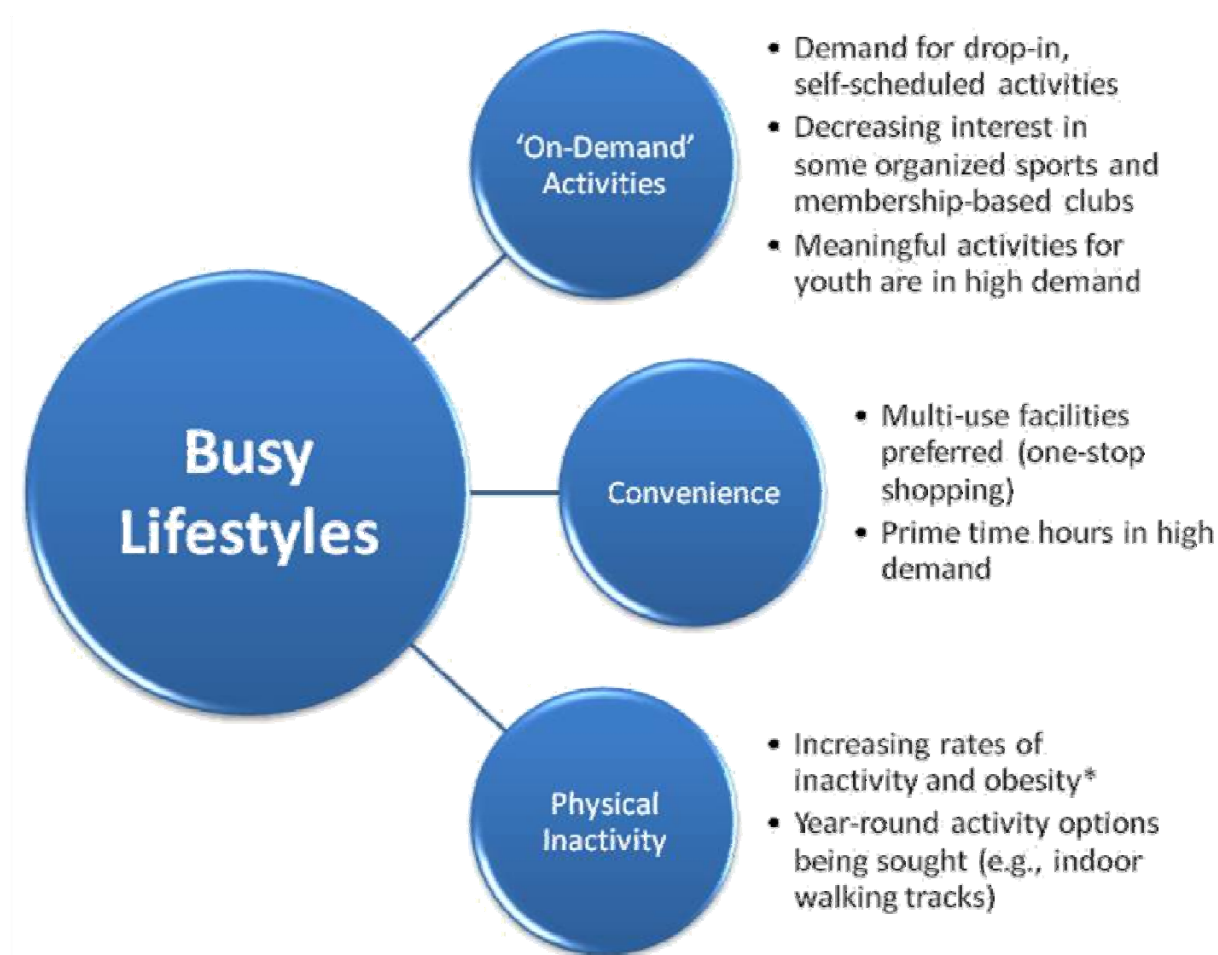 Busy
Lifestyles
‘On-Demand’
Activities
• Demand for drop-in,
self-scheduled activities
• Decreasing interest in
some organized sports and
membership-based clubs
• Meaningful activities for
youth are in high demand
Convenience
• Multi-use facilities
preferred (one-stop
shopping)
• Prime time hours in high
demand
Physical
Inactivity
• Increasing rates of
inactivity and obesity*
• Year-round activity options
being sought (e.g., indoor
walking tracks)